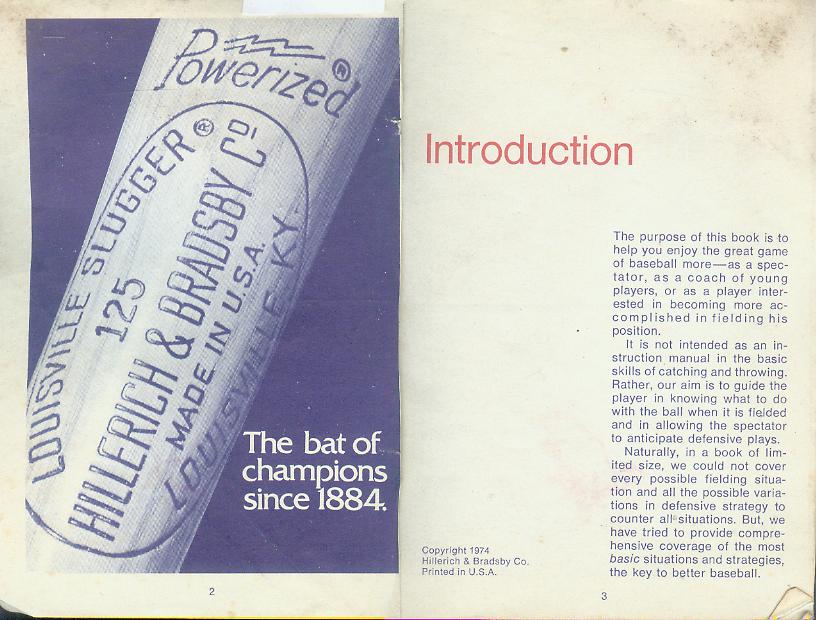 Powerized ®
LOUISVILLE SLUGGER ®
125
HILLERICH & BRADSBY Co
MADE IN U.S.A.
LOUISVILLE, KY.
The bat of
champions
since 1884.
2
Introduction
The purpose of this book is to
help you enjoy the great game
of baseball more—as a spec-
tator, as a coach of young
players, or as a player inter-
ested in becoming more ac-
complished in fielding his
position.
It is not intended as an in-
struction manual in the basic
skills of catching and throwing.
Rather, our aim is to guide the
player in knowing what to do
with the ball when it is fielded
and in allowing the spectator
to anticipate defensive plays.
Naturally, in a book of lim-
ited size, we could not cover
every possible fielding situa-
tion and all the possible varia-
tions in defensive strategy to
counter all situations. But, we
have tried to provide compre-
hensive coverage of the most
basic situations and strategies,
the key to better baseball.
Copyright 1974
Hillerich & Bradsby Co.
Printed in U.S.A.
3